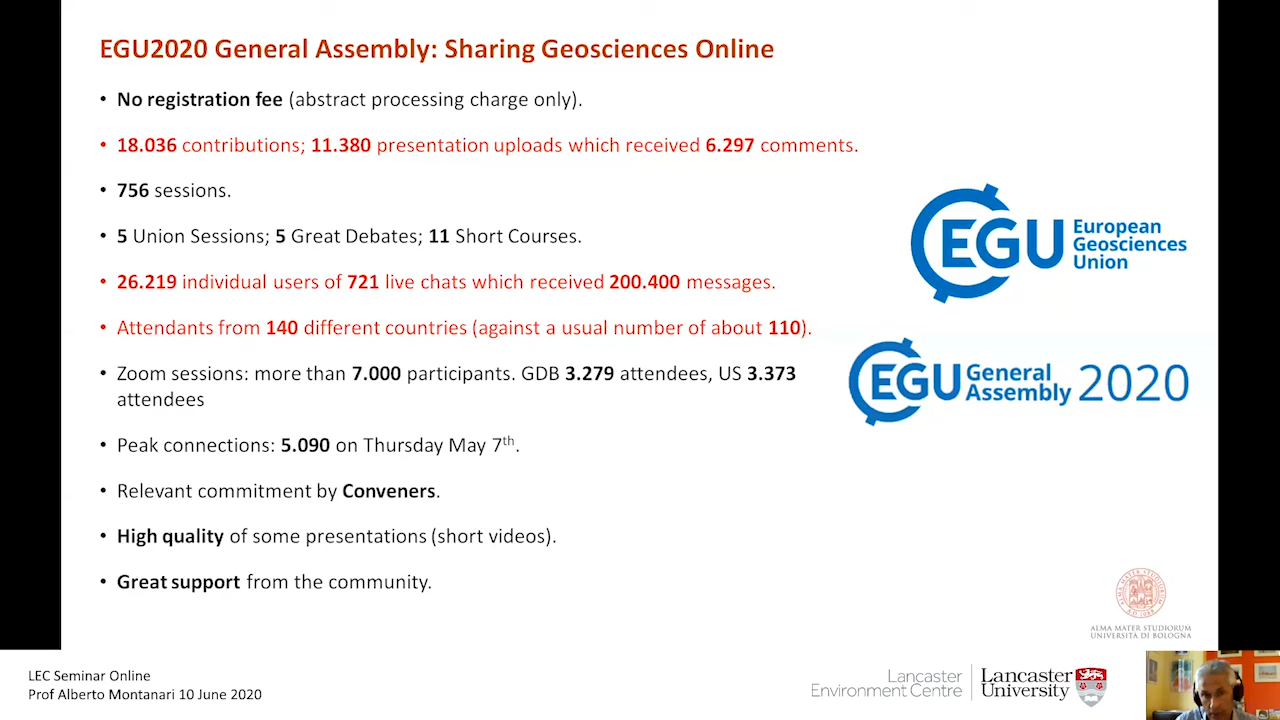 EGU2020 General Assembly: Sharing Geosciences Online
• No registration fee (abstract processing charge only).
• 18.036 contributions; 11.380 presentation uploads which received 6.297 comments.
• 756 sessions.
• 5 Union Sessions; 5 Great Debates; 11 Short Courses.
• 26.219 individual users of 721 live chats which received 200.400 messages.
• Attendants from 140 different countries (against a usual number of about 110).
• Zoom sessions: more than 7.000 participants. GDB 3.279 attendees, US 3.373
attendees
• Peak connections: 5.090 on Thursday May 7th.
• Relevant commitment by Conveners.
• High quality of some presentations (short videos).
• Great support from the community.
EGU European
Geosciences
Union
EGU General
Assembly 2020
ALMA MATER STUDIORUM
UNIVERSITÀ DI BOLOGNA
LEC Seminar Online
Prof Alberto Montanari 10 June 2020
Lancaster
Environment Centre
Lancaster
University